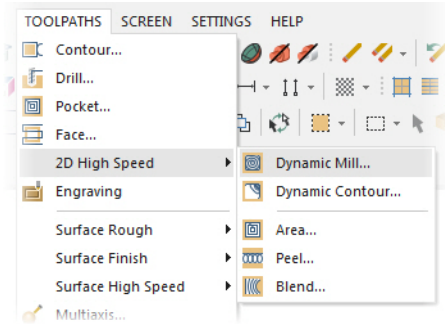 TOOLPATHS SCREEN SETTINGS HELP
Contour...
Drill...
Pocket...
Face...
2D High Speed
Engraving
Surface Rough
Surface Finish
Surface High Speed
Multiaxis...
Dynamic Mill...
Dynamic Contour...
Area...
Peel...
Blend...